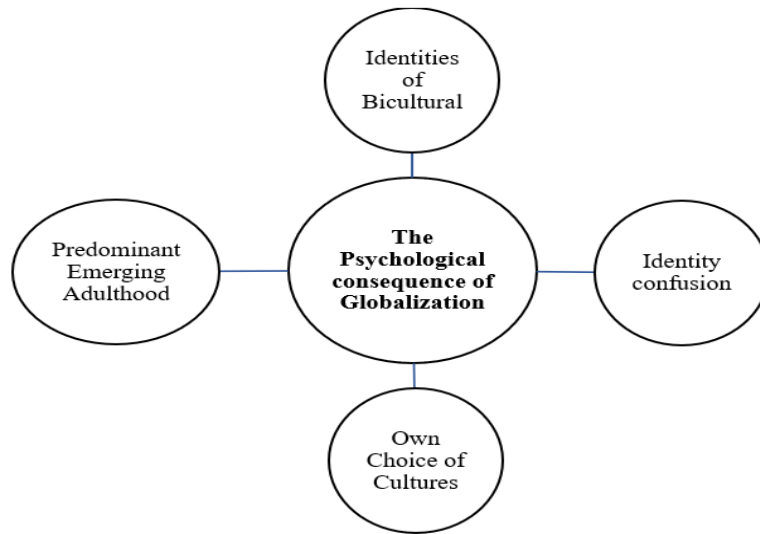 Identities
of
Bicultural
Predominant
Emerging
Adulthood
The
Psychological
consequence of
Globalization
Identity
confusion
Own
Choice of
Cultures